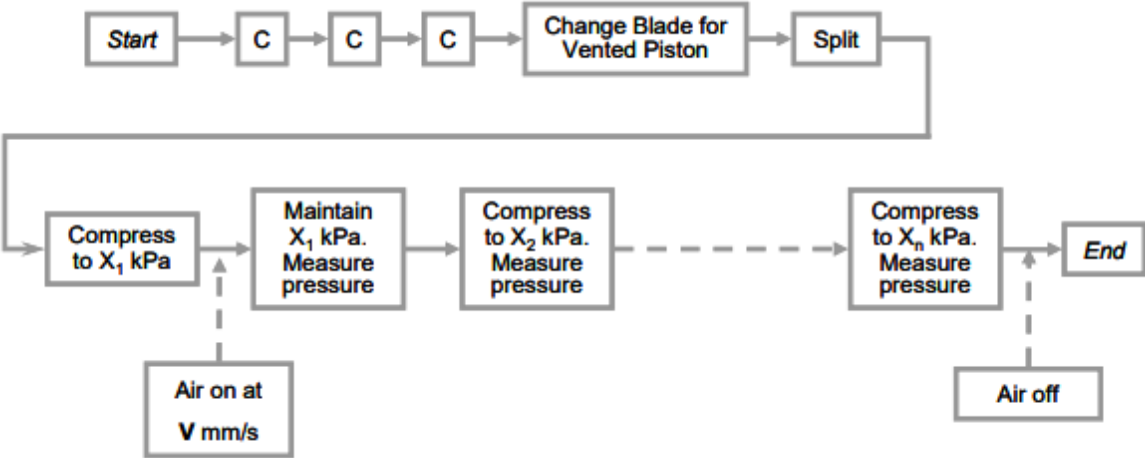 Start
C
C
C
Change Blade for
Vented Piston
Split
Compress
to X₁ kPa
Maintain
X₁ kPa.
Measure
pressure
Compress
to X₂ kPa.
Measure
pressure
Compress
to Xₙ kPa.
Measure
pressure
End
Air on at
V mm/s
Air off